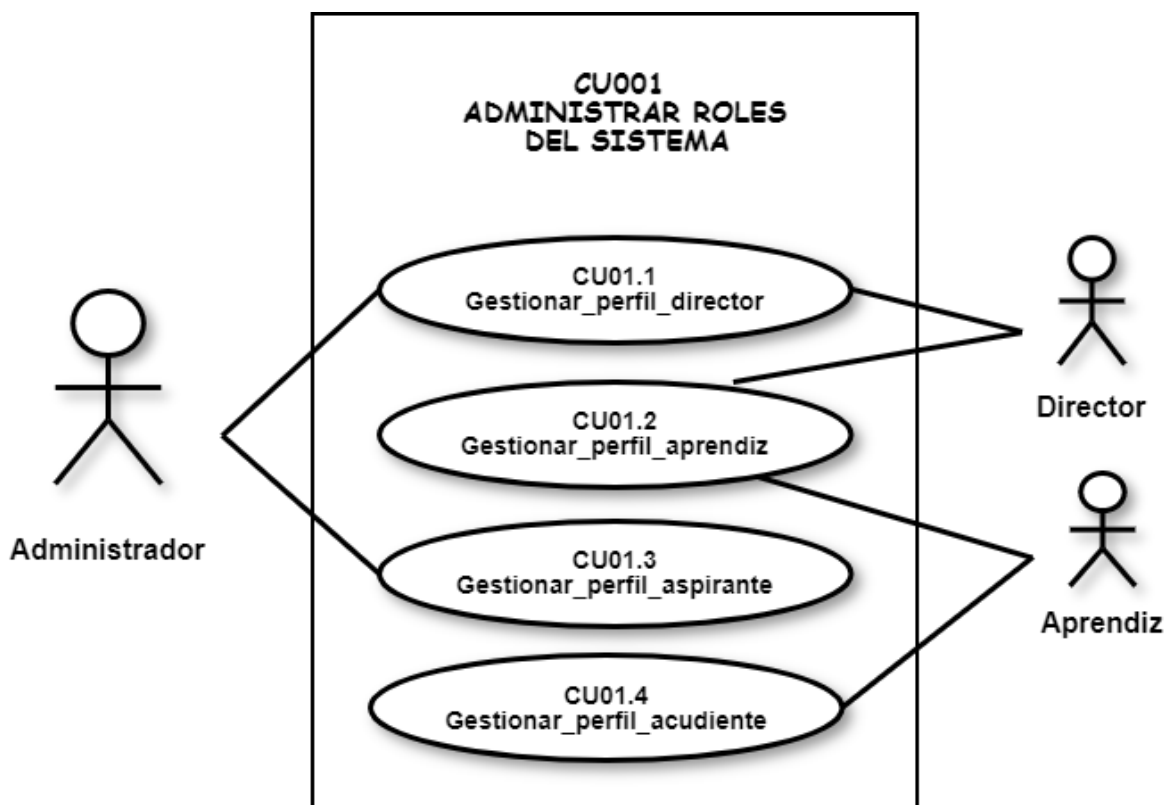 CU001
ADMINISTRAR ROLES
DEL SISTEMA
CU01.1
Gestionar_perfil_director
Director
CU01.2
Gestionar_perfil_aprendiz
Administrador
CU01.3
Gestionar_perfil_aspirante
Aprendiz
CU01.4
Gestionar_perfil_acudiente